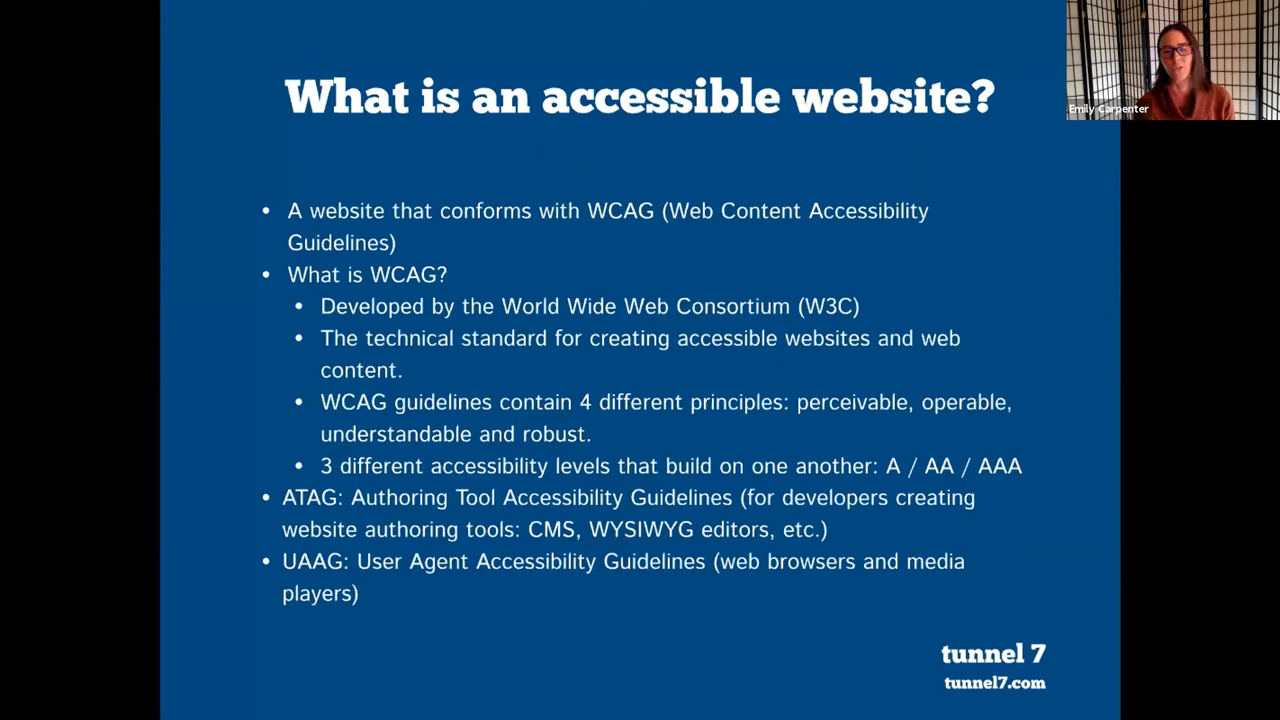 What is an accessible website?
Emily Carpenter
• A website that conforms with WCAG (Web Content Accessibility
Guidelines)
• What is WCAG?
• Developed by the World Wide Web Consortium (W3C)
• The technical standard for creating accessible websites and web
content.
• WCAG guidelines contain 4 different principles: perceivable, operable,
understandable and robust.
• 3 different accessibility levels that build on one another: A / AA / AAA
• ATAG: Authoring Tool Accessibility Guidelines (for developers creating
website authoring tools: CMS, WYSIWYG editors, etc.)
• UAAG: User Agent Accessibility Guidelines (web browsers and media
players)
tunnel 7
tunnel7.com